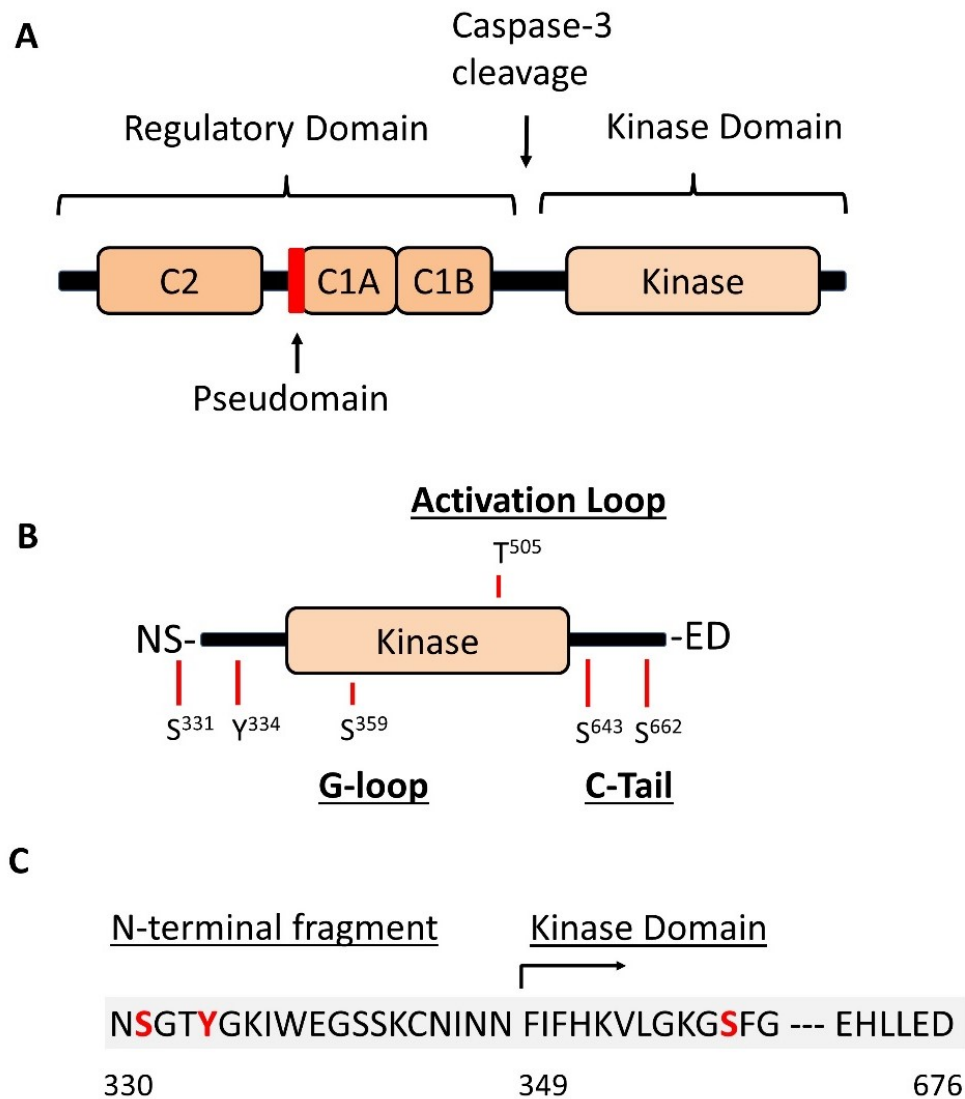 A
Caspase-3
cleavage
Regulatory Domain
Kinase Domain
C2
C1A
C1B
Kinase
Pseudomain
B
Activation Loop
T505
NS-
Kinase
-ED
S331
Y334
S359
S643
S662
G-loop
C-Tail
C
N-terminal fragment
Kinase Domain
NSGTYGKIWEGSSKCNINN FIFHKVLGKGSFG --- EHLLED
330
349
676